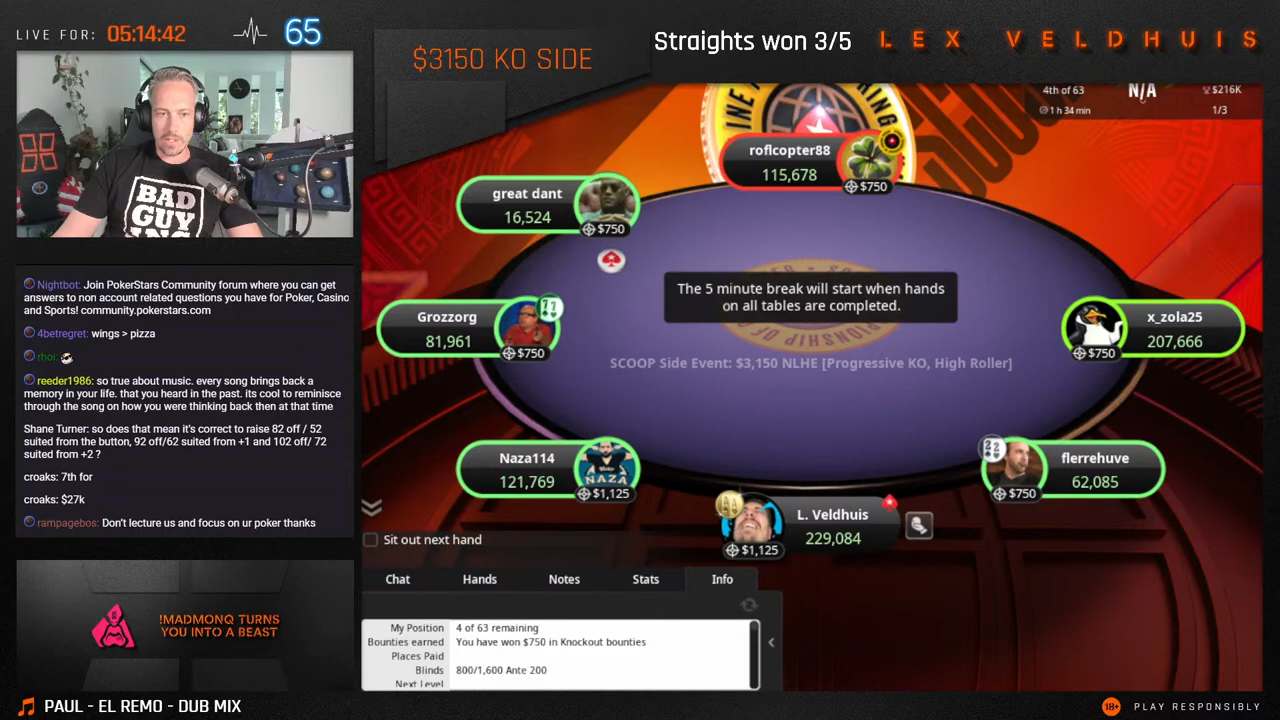 LIVE FOR: 05:14:42 65
$3150 KO SIDE
Straights won 3/5
LEX VELDHUIS
BAD
GUY
4th of 63
N/A
$216K
1 h 34 min
1/3
roflcopter88
115,678
$750
great dant
16,524
$750
The 5 minute break will start when hands
on all tables are completed.
Grozzorg
81,961
$750
x_zola25
207,666
$750
SCOOP Side Event: $3,150 NLHE [Progressive KO, High Roller]
Naza114
121,769
NAZA
$1,125
flerrehuve
62,085
$750
L. Veldhuis
229,084
$1,125
Sit out next hand
Chat Hands Notes Stats Info
My Position 4 of 63 remaining
Bounties earned You have won $750 in Knockout bounties
Places Paid
Blinds 800/1,600 Ante 200
Next Level
Nightbot: Join PokerStars Community forum where you can get
answers to non account related questions you have for Poker, Casino
and Sports! community.pokerstars.com
4betregret: wings > pizza
rhoi:
reeder1986: so true about music. every song brings back a
memory in your life. that you heard in the past. its cool to reminisce
through the song on how you were thinking back then at that time
Shane Turner: so does that mean it's correct to raise 82 off / 52
suited from the button, 92 off/62 suited from +1 and 102 off/ 72
suited from +2 ?
croaks: 7th for
croaks: $27k
rampagebos: Don't lecture us and focus on ur poker thanks
!MADMONQ TURNS
YOU INTO A BEAST
PAUL - EL REMO - DUB MIX
18+ PLAY RESPONSIBLY